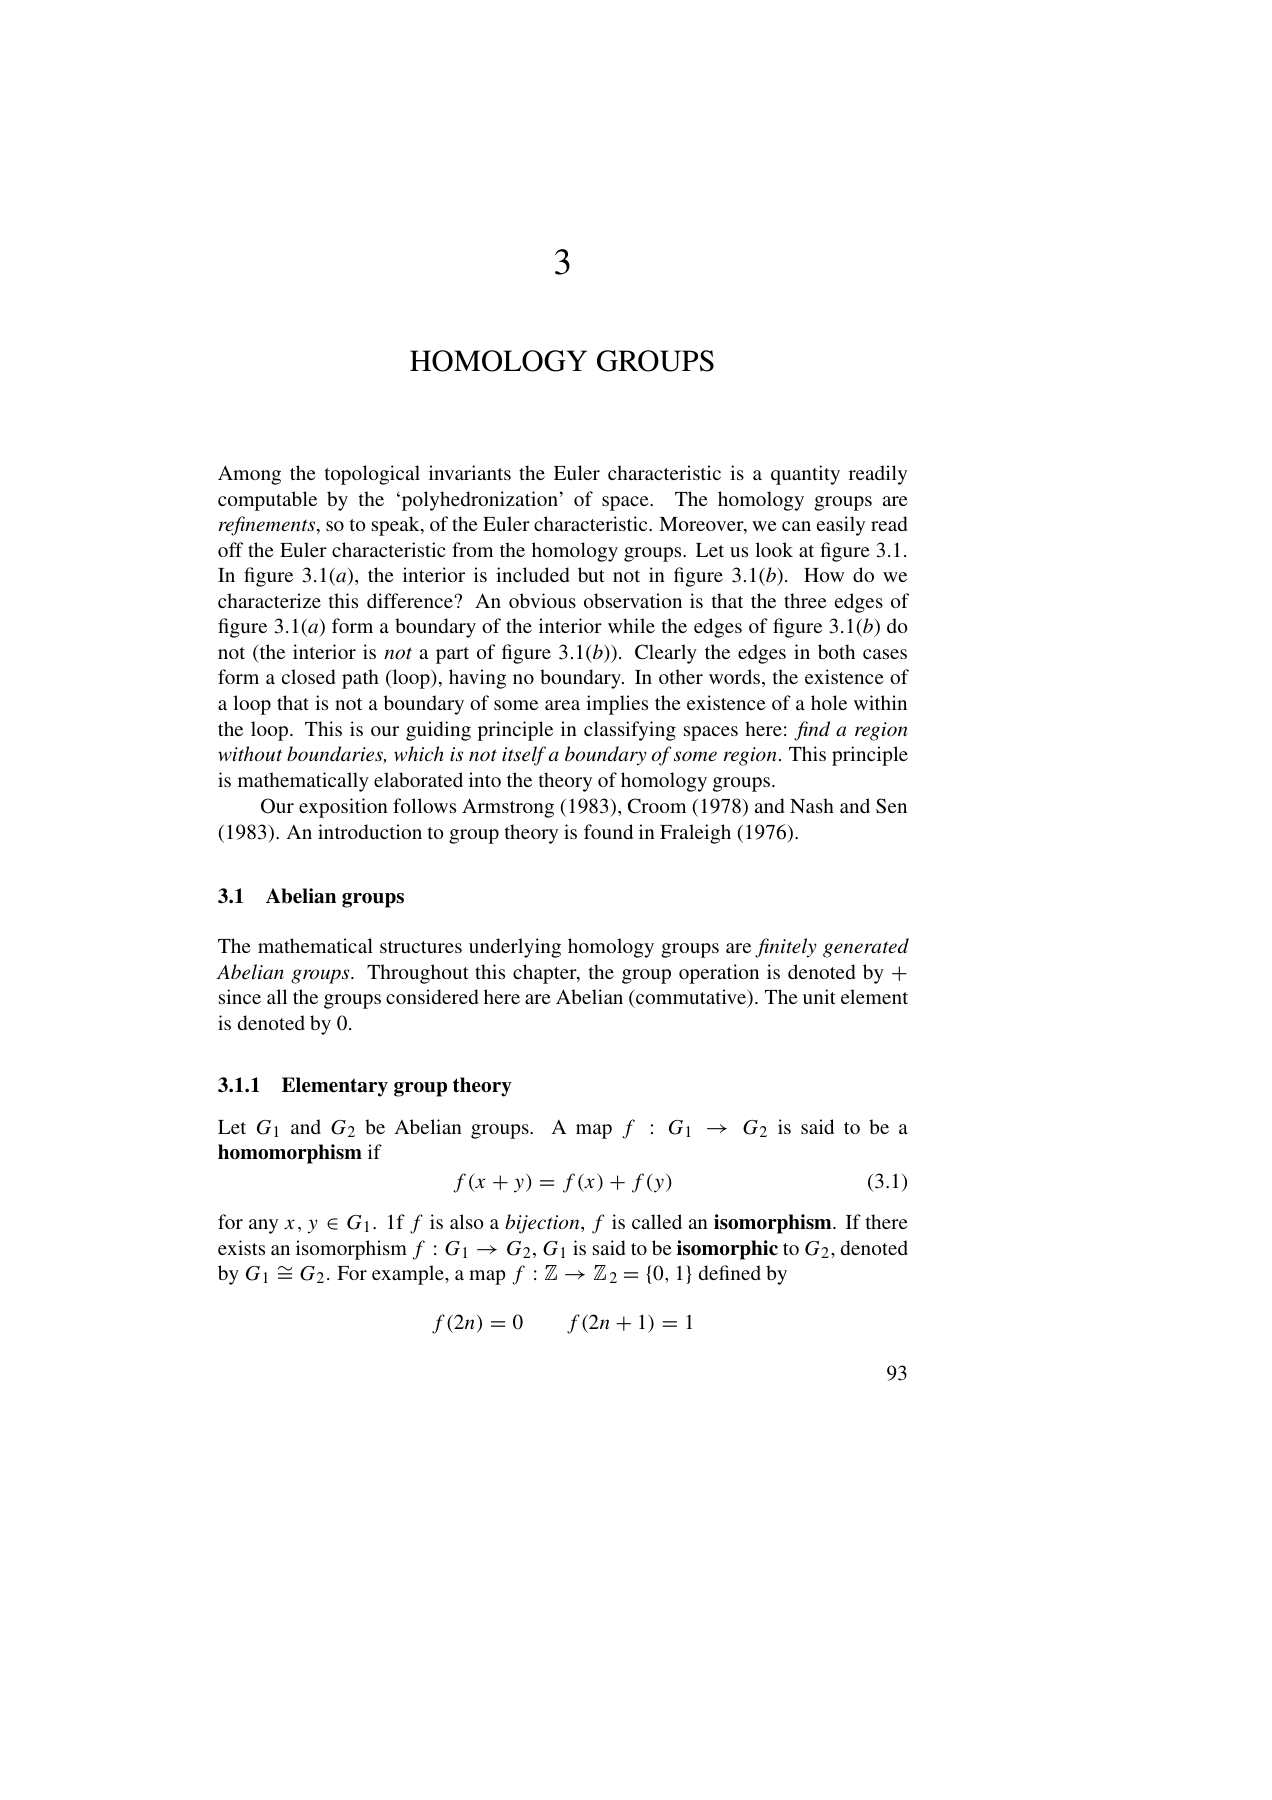 3
HOMOLOGY GROUPS
Among the topological invariants the Euler characteristic is a quantity readily
computable by the ‘polyhedronization’ of space. The homology groups are
refinements, so to speak, of the Euler characteristic. Moreover, we can easily read
off the Euler characteristic from the homology groups. Let us look at figure 3.1.
In figure 3.1(a), the interior is included but not in figure 3.1(b). How do we
characterize this difference? An obvious observation is that the three edges of
figure 3.1(a) form a boundary of the interior while the edges of figure 3.1(b) do
not (the interior is not a part of figure 3.1(b)). Clearly the edges in both cases
form a closed path (loop), having no boundary. In other words, the existence of
a loop that is not a boundary of some area implies the existence of a hole within
the loop. This is our guiding principle in classifying spaces here: find a region
without boundaries, which is not itself a boundary of some region. This principle
is mathematically elaborated into the theory of homology groups.
Our exposition follows Armstrong (1983), Croom (1978) and Nash and Sen
(1983). An introduction to group theory is found in Fraleigh (1976).
3.1 Abelian groups
The mathematical structures underlying homology groups are finitely generated
Abelian groups. Throughout this chapter, the group operation is denoted by +
since all the groups considered here are Abelian (commutative). The unit element
is denoted by 0.
3.1.1 Elementary group theory
Let G₁ and G₂ be Abelian groups. A map f : G₁ → G₂ is said to be a
homomorphism if
f(x + y) = f(x) + f(y) (3.1)
for any x, y ∈ G₁. 1f f is also a bijection, f is called an isomorphism. If there
exists an isomorphism f : G₁ → G₂, G₁ is said to be isomorphic to G₂, denoted
by G₁ ≅ G₂. For example, a map f : ℤ → ℤ₂ = {0, 1} defined by
f(2n) = 0 f(2n + 1) = 1
93